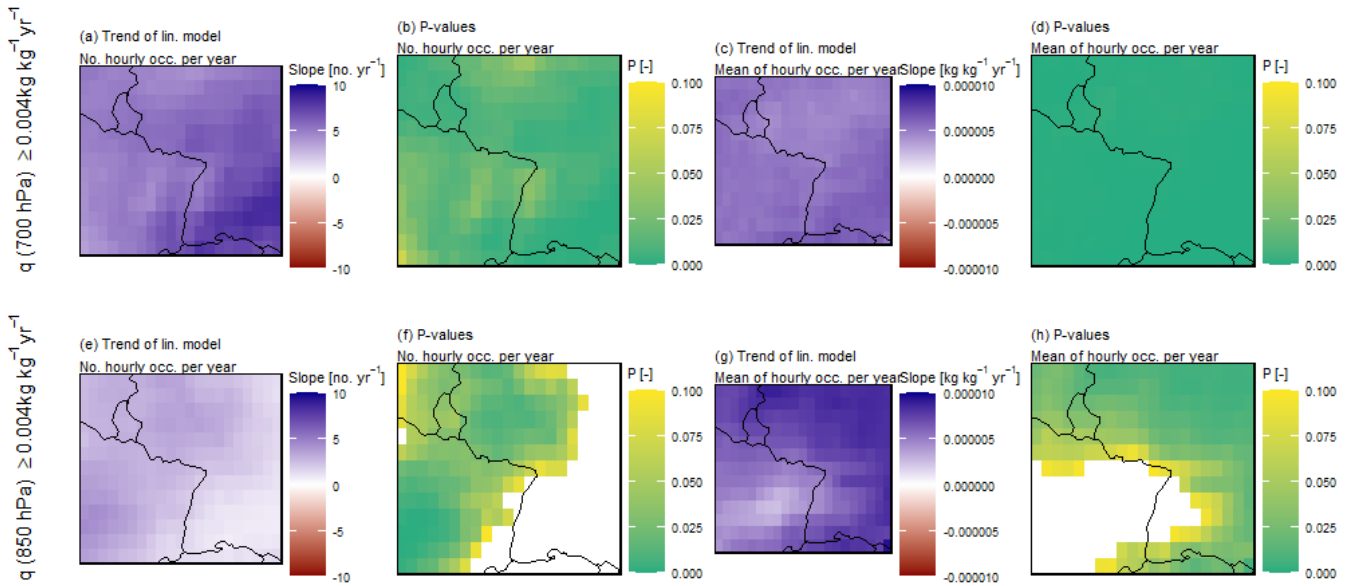 q (700 hPa) ≥ 0.004kg kg⁻¹yr⁻¹
(a) Trend of lin. model
No. hourly occ. per year
Slope [no. yr⁻¹]
10
5
0
-5
-10
(b) P-values
No. hourly occ. per year
P [-]
0.100
0.075
0.050
0.025
0.000
(c) Trend of lin. model
Mean of hourly occ. per year
Slope [kg kg⁻¹ yr⁻¹]
0.000010
0.000005
0.000000
-0.000005
-0.000010
(d) P-values
Mean of hourly occ. per year
P [-]
0.100
0.075
0.050
0.025
0.000
q (850 hPa) ≥ 0.004kg kg⁻¹yr⁻¹
(e) Trend of lin. model
No. hourly occ. per year
Slope [no. yr⁻¹]
10
5
0
-5
-10
(f) P-values
No. hourly occ. per year
P [-]
0.100
0.075
0.050
0.025
0.000
(g) Trend of lin. model
Mean of hourly occ. per year
Slope [kg kg⁻¹ yr⁻¹]
0.000010
0.000005
0.000000
-0.000005
-0.000010
(h) P-values
Mean of hourly occ. per year
P [-]
0.100
0.075
0.050
0.025
0.000